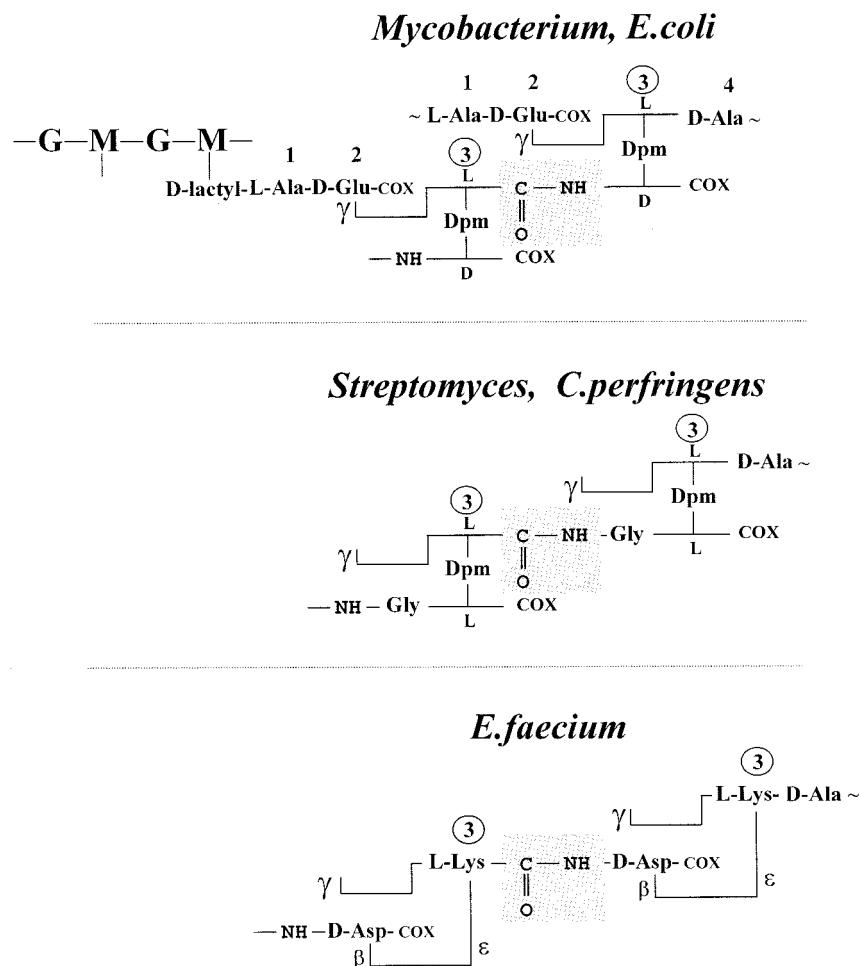 Mycobacterium, E.coli
1 2 3 4
~ L-Ala-D-Glu-COX L D-Ala ~
γ Dpm
–G–M–G–M–
1 2 3
D-lactyl-L-Ala-D-Glu-COX L C – NH COX
γ Dpm O D
– NH D COX
Streptomyces, C.perfringens
3
L D-Ala ~
γ Dpm
3
L C – NH – Gly L COX
γ Dpm O
– NH – Gly L COX
E.faecium
3
L-Lys- D-Ala ~
γ
3
L-Lys – C – NH – D-Asp- COX
γ O β ε
– NH – D-Asp- COX
β ε